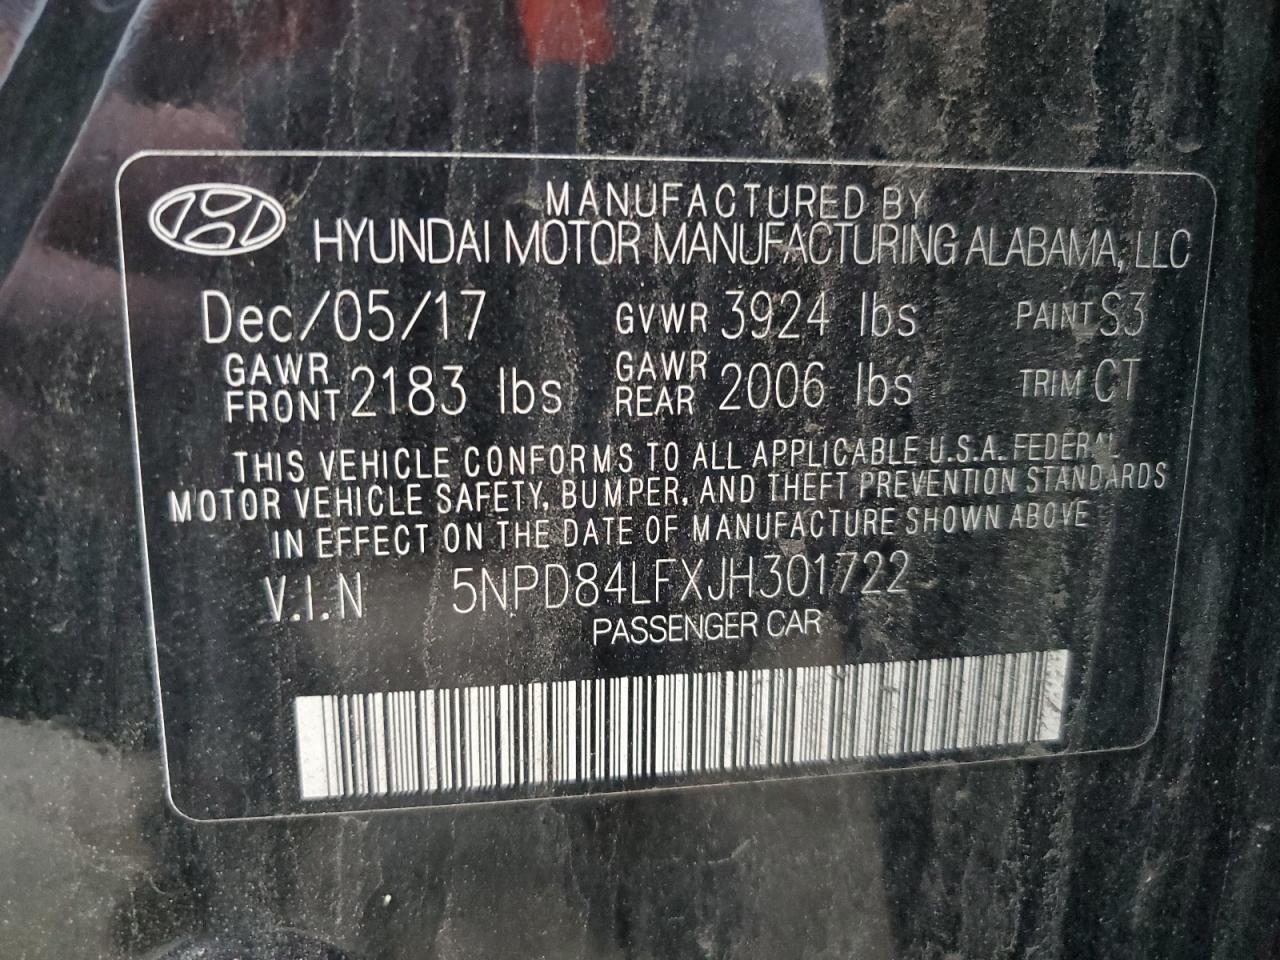 MANUFACTURED BY
HYUNDAI MOTOR MANUFACTURING ALABAMA, LLC
Dec/05/17 GVWR 3924 lbs PAINT S3
GAWR FRONT 2183 lbs GAWR REAR 2006 lbs TRIM CT
THIS VEHICLE CONFORMS TO ALL APPLICABLE U.S.A. FEDERAL
MOTOR VEHICLE SAFETY, BUMPER, AND THEFT PREVENTION STANDARDS
IN EFFECT ON THE DATE OF MANUFACTURE SHOWN ABOVE
V.I.N 5NPD84LFXJH301722
PASSENGER CAR